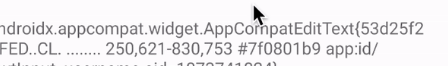 ndroidx.appcompat.widget.AppCompatEditText{53d25f2
FED..CL. ........ 250,621-830,753 #7f0801b9 app:id/